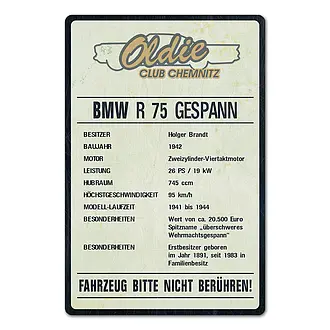 Oldie
CLUB CHEMNITZ
BMW R 75 GESPANN
BESITZER Holger Brandt
BAUJAHR 1942
MOTOR Zweizylinder-Viertaktmotor
LEISTUNG 26 PS / 19 kW
HUBRAUM 745 ccm
HÖCHSTGESCHWINDIGKEIT 95 km/h
MODELL-LAUFZEIT 1941 bis 1944
BESONDERHEITEN Wert von ca. 20.500 Euro
Spitzname „überschweres
Wehrmachtsgespann"
BESONDERHEITEN Erstbesitzer geboren
im Jahr 1891, seit 1983 in
Familienbesitz
FAHRZEUG BITTE NICHT BERÜHREN!